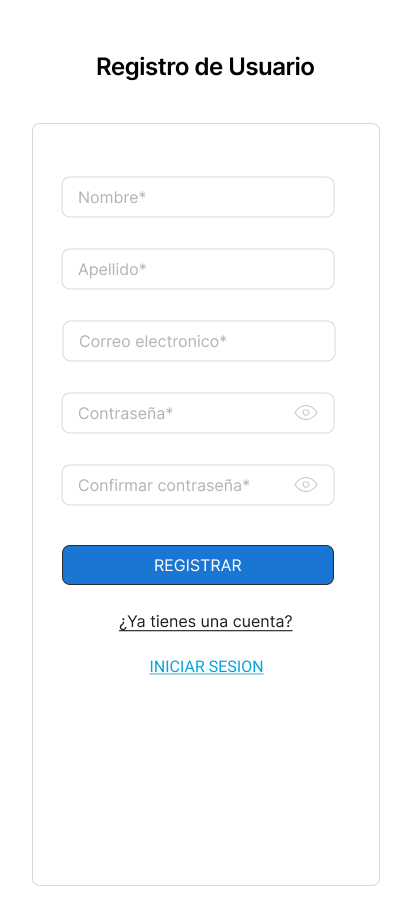 Registro de Usuario
Nombre*
Apellido*
Correo electronico*
Contraseña*
Confirmar contraseña*
REGISTRAR
¿Ya tienes una cuenta?
INICIAR SESION